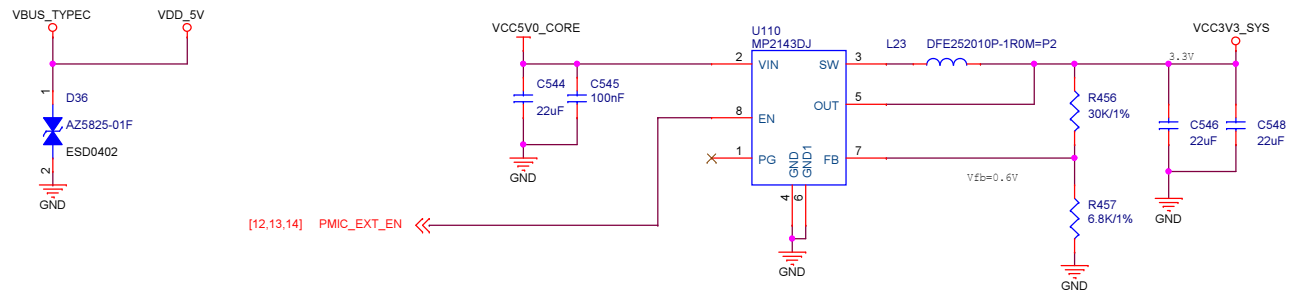 VBUS_TYPEC
VDD_5V
1
D36
AZ5825-01F
ESD0402
2
GND
VCC5V0_CORE
C544
22uF
C545
100nF
GND
[12,13,14] PMIC_EXT_EN
U110
MP2143DJ
2 VIN SW 3
OUT 5
8 EN
1 PG GND GND1 FB 7
4 6
GND
L23 DFE252010P-1R0M=P2
VCC3V3_SYS
3.3V
R456
30K/1%
Vfb=0.6V
R457
6.8K/1%
GND
C546
22uF
C548
22uF
GND